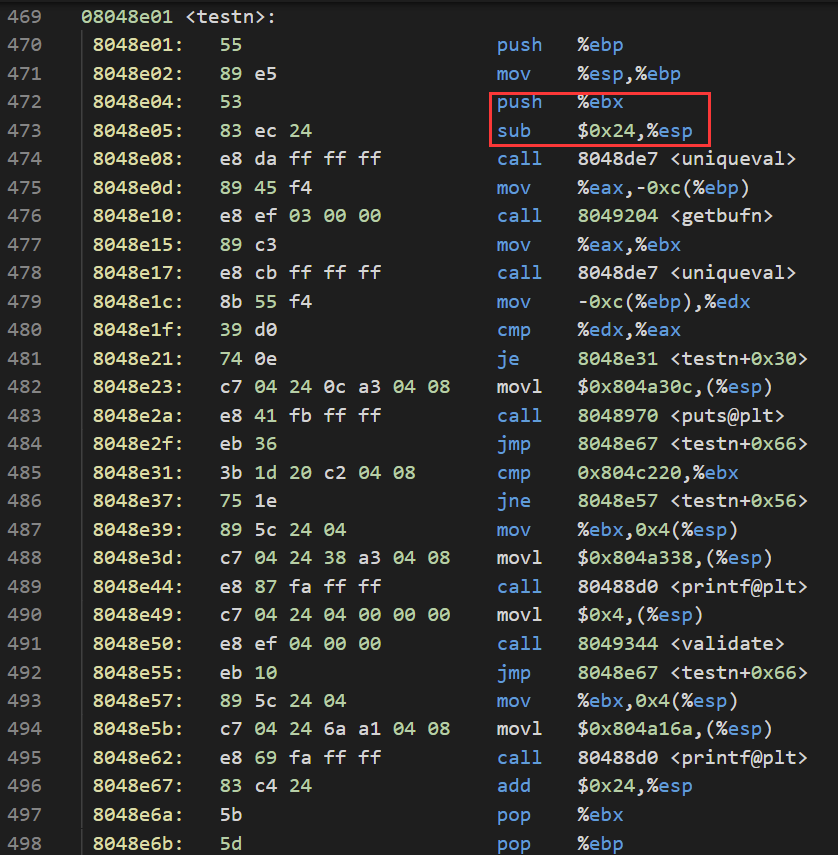 469 08048e01 <testn>:
470 8048e01: 55 push %ebp
471 8048e02: 89 e5 mov %esp,%ebp
472 8048e04: 53 push %ebx
473 8048e05: 83 ec 24 sub $0x24,%esp
474 8048e08: e8 da ff ff ff call 8048de7 <uniqueval>
475 8048e0d: 89 45 f4 mov %eax,-0xc(%ebp)
476 8048e10: e8 ef 03 00 00 call 8049204 <getbufn>
477 8048e15: 89 c3 mov %eax,%ebx
478 8048e17: e8 cb ff ff ff call 8048de7 <uniqueval>
479 8048e1c: 8b 55 f4 mov -0xc(%ebp),%edx
480 8048e1f: 39 d0 cmp %edx,%eax
481 8048e21: 74 0e je 8048e31 <testn+0x30>
482 8048e23: c7 04 24 0c a3 04 08 movl $0x804a30c,(%esp)
483 8048e2a: e8 41 fb ff ff call 8048970 <puts@plt>
484 8048e2f: eb 36 jmp 8048e67 <testn+0x66>
485 8048e31: 3b 1d 20 c2 04 08 cmp 0x804c220,%ebx
486 8048e37: 75 1e jne 8048e57 <testn+0x56>
487 8048e39: 89 5c 24 04 mov %ebx,0x4(%esp)
488 8048e3d: c7 04 24 38 a3 04 08 movl $0x804a338,(%esp)
489 8048e44: e8 87 fa ff ff call 80488d0 <printf@plt>
490 8048e49: c7 04 24 04 00 00 00 movl $0x4,(%esp)
491 8048e50: e8 ef 04 00 00 call 8049344 <validate>
492 8048e55: eb 10 jmp 8048e67 <testn+0x66>
493 8048e57: 89 5c 24 04 mov %ebx,0x4(%esp)
494 8048e5b: c7 04 24 6a a1 04 08 movl $0x804a16a,(%esp)
495 8048e62: e8 69 fa ff ff call 80488d0 <printf@plt>
496 8048e67: 83 c4 24 add $0x24,%esp
497 8048e6a: 5b pop %ebx
498 8048e6b: 5d pop %ebp